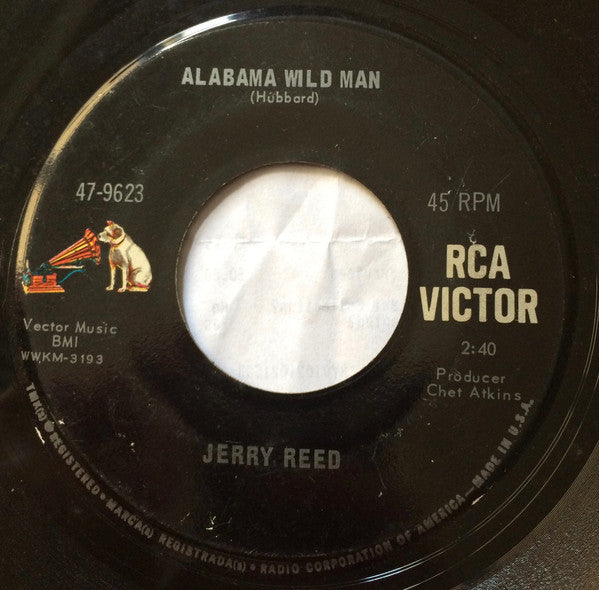 ALABAMA WILD MAN
(Hubbard)
47-9623
45 RPM
RCA
VICTOR
Vector Music
BMI
WWKM-3193
2:40
Producer
Chet Atkins
JERRY REED
TMK(S) ® REGISTERED • MARCA(S) REGISTRADA(S) • RADIO CORPORATION OF AMERICA—MADE IN U.S.A.